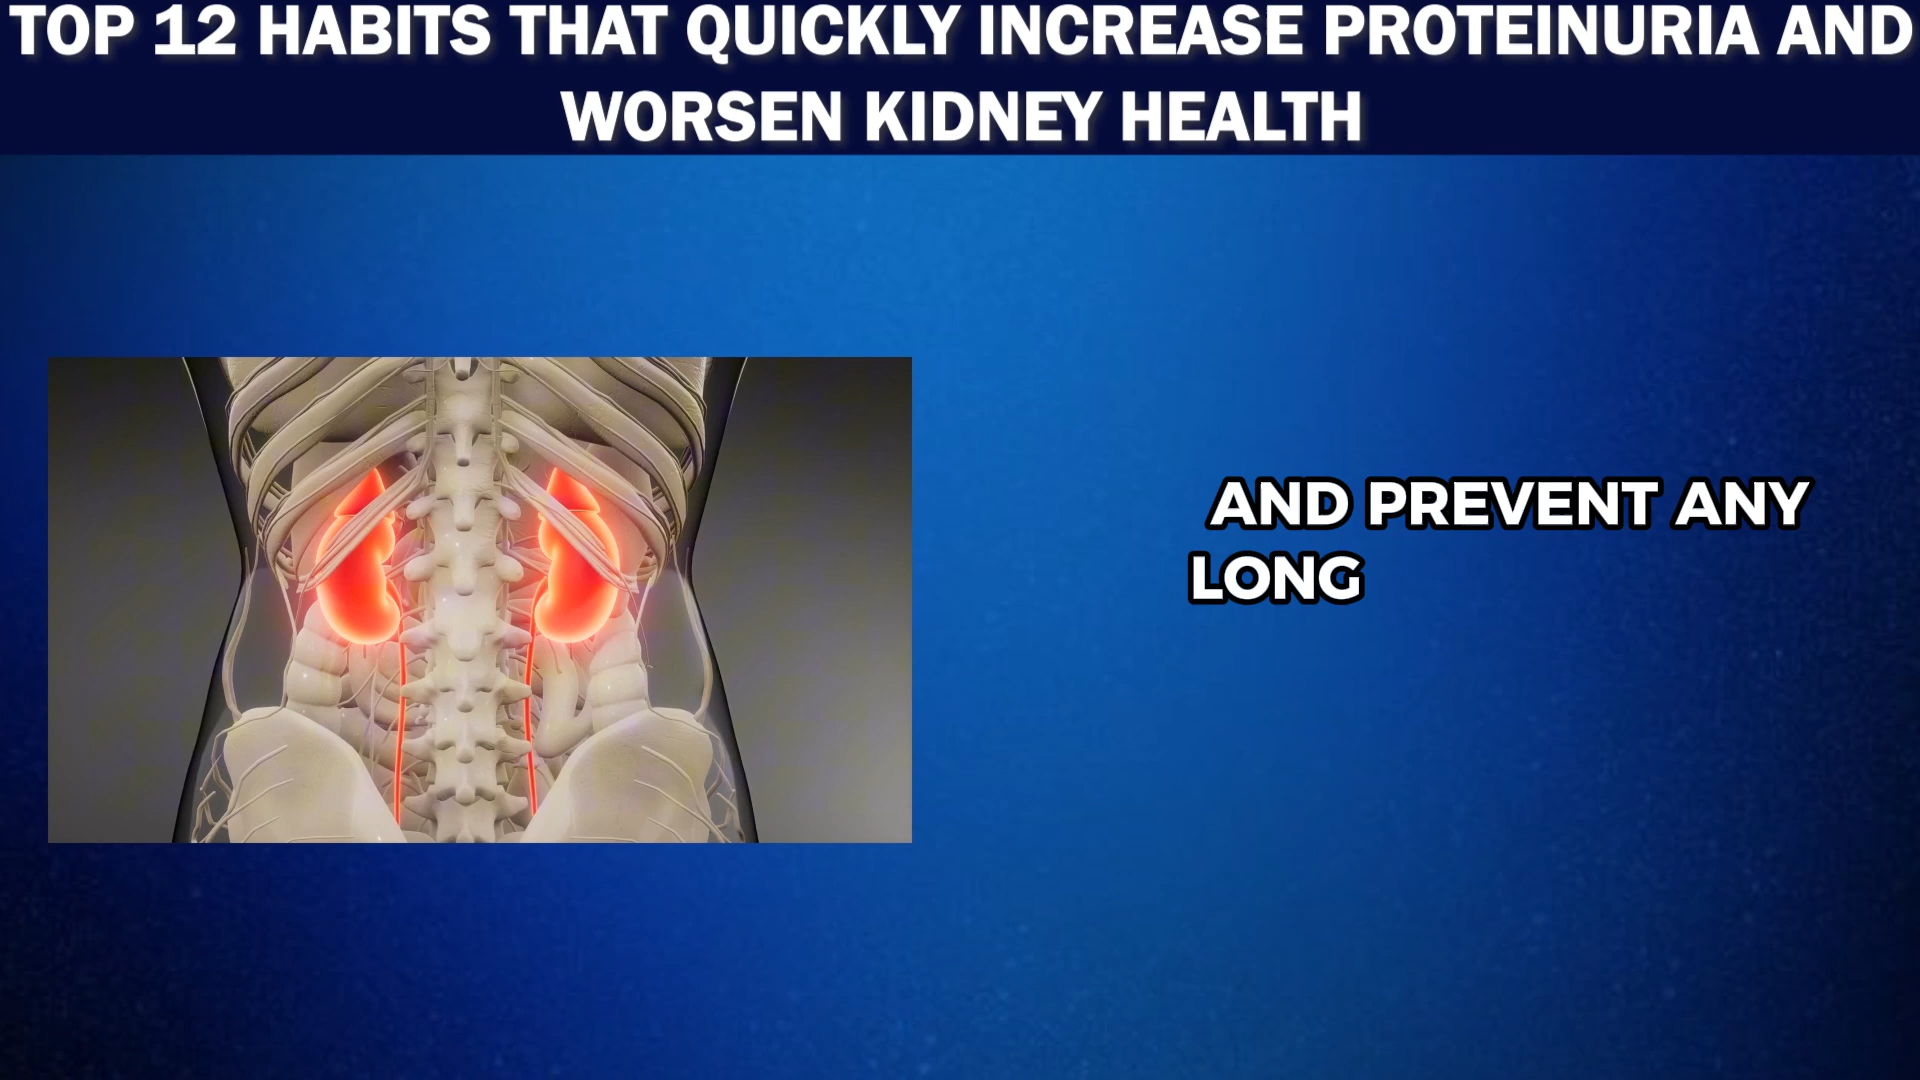 TOP 12 HABITS THAT QUICKLY INCREASE PROTEINURIA AND
WORSEN KIDNEY HEALTH
AND PREVENT ANY
LONG